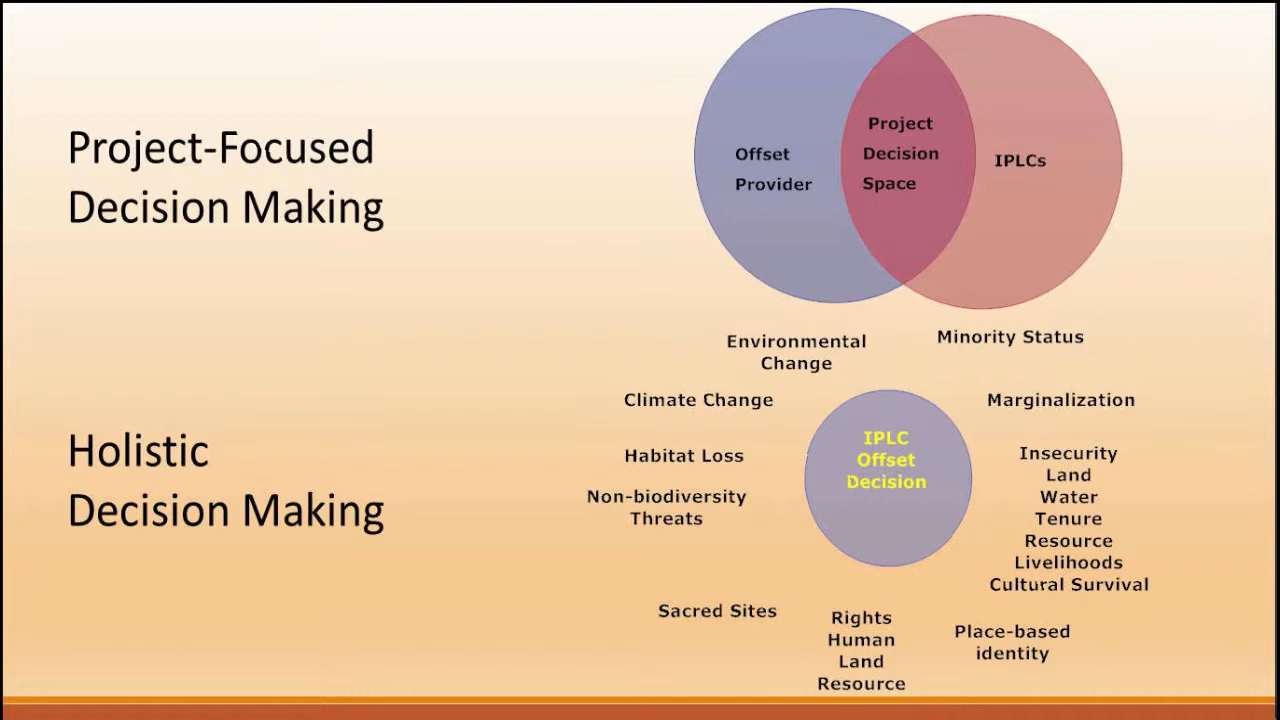 Project-Focused
Decision Making
Offset
Provider
Project
Decision
Space
IPLCs
Holistic
Decision Making
Environmental
Change
Minority Status
Climate Change
Marginalization
Habitat Loss
Non-biodiversity
Threats
IPLC
Offset
Decision
Insecurity
Land
Water
Tenure
Resource
Livelihoods
Cultural Survival
Sacred Sites
Rights
Human
Land
Resource
Place-based
identity